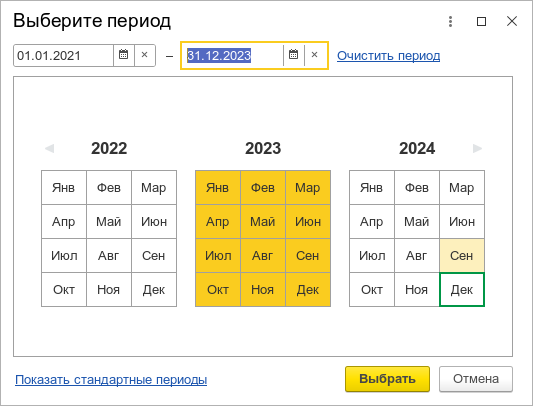 Выберите период
01.01.2021 – 31.12.2023 Очистить период
2022 2023 2024
Янв Фев Мар Янв Фев Мар Янв Фев Мар
Апр Май Июн Апр Май Июн Апр Май Июн
Июл Авг Сен Июл Авг Сен Июл Авг Сен
Окт Ноя Дек Окт Ноя Дек Окт Ноя Дек
Показать стандартные периоды Выбрать Отмена